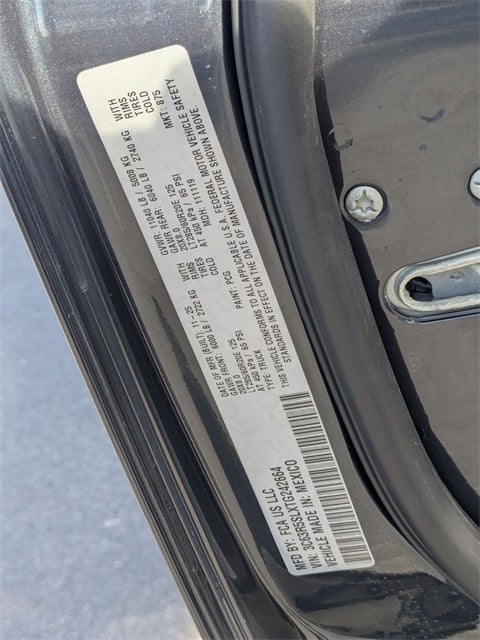 MFD BY: FCA US LLC
VIN: 3C63R5SLXTG242664
VEHICLE MADE IN: MEXICO
DATE OF MFR (BUILT): 11-25 GVWR: 11040 LB / 5008 KG
GAWR FRONT: 6000 LB / 2722 KG WITH GAWR REAR: 6040 LB / 2740 KG WITH
20X8.0 RIMS 20X8.0 RIMS
LT285/60R20E 125 TIRES LT285/60R20E 125 TIRES
AT 450 kPa / 65 PSI COLD AT 450 kPa / 65 PSI COLD
TYPE: TRUCK PAINT: PCG MDH: 11119 MKT: 875
THIS VEHICLE CONFORMS TO ALL APPLICABLE U.S.A. FEDERAL MOTOR VEHICLE SAFETY
STANDARDS IN EFFECT ON THE DATE OF MANUFACTURE SHOWN ABOVE.